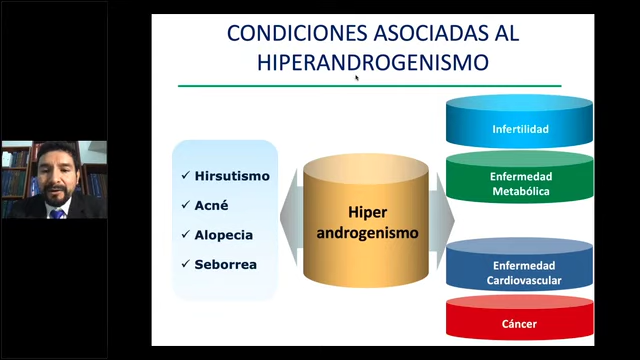 CONDICIONES ASOCIADAS AL
HIPERANDROGENISMO
✓ Hirsutismo
✓ Acné
✓ Alopecia
✓ Seborrea
Hiper
androgenismo
Infertilidad
Enfermedad
Metabólica
Enfermedad
Cardiovascular
Cáncer